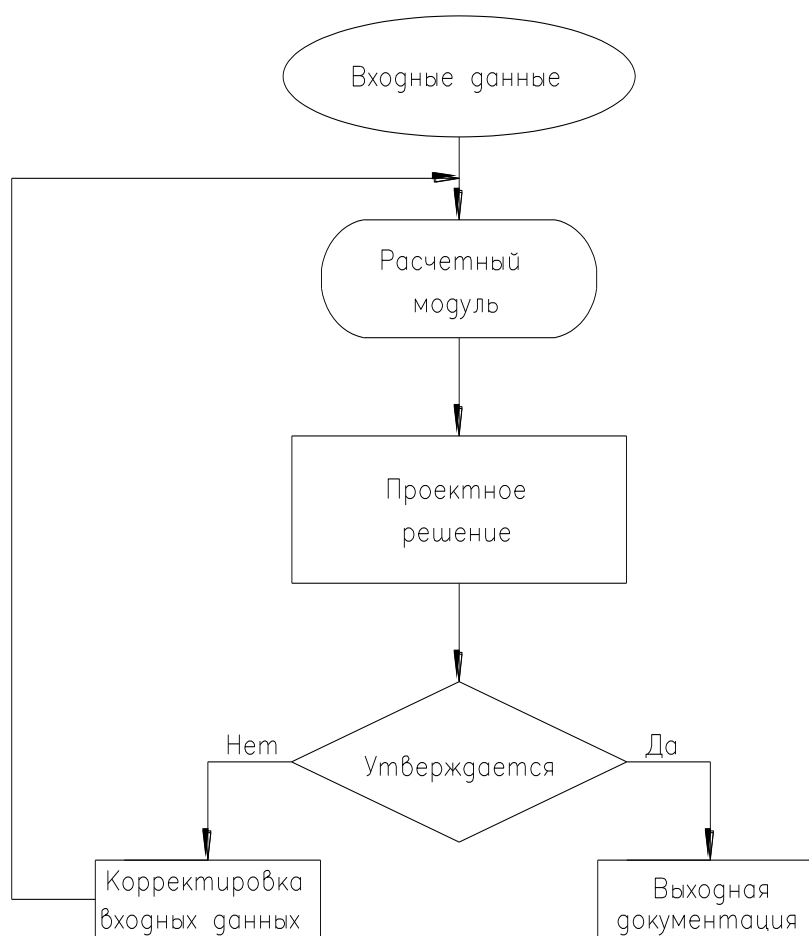 Входные данные
Расчетный
модуль
Проектное
решение
Нет
Утверждается
Да
Корректировка
входных данных
Выходная
документация